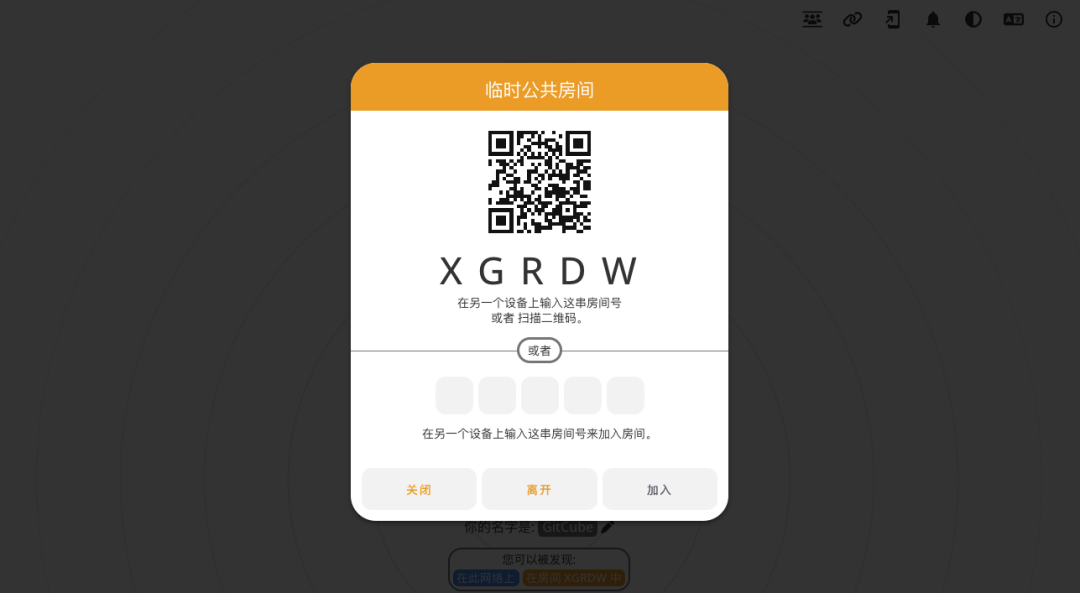 临时公共房间
XGRDW
在另一个设备上输入这串房间号
或者 扫描二维码。
或者
在另一个设备上输入这串房间号来加入房间。
关闭 离开 加入
你的名字是: GitCube
您可以被发现:
在此网络上 在房间 XGRDW 中